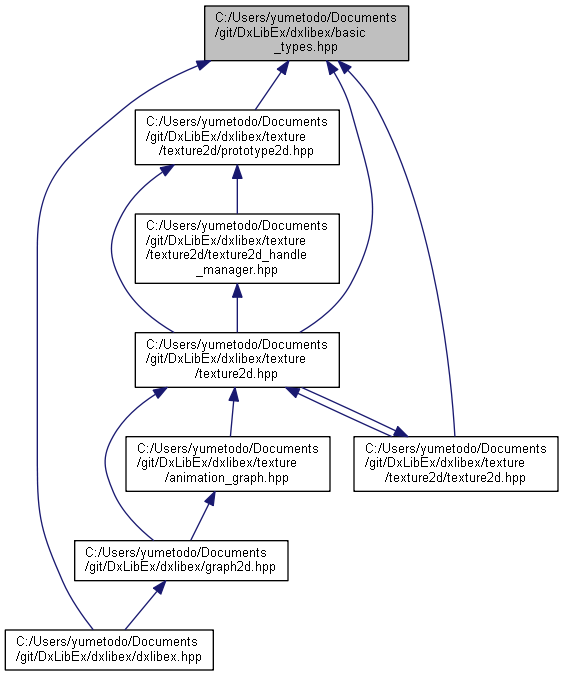 C:/Users/yumetodo/Documents
/git/DxLibEx/dxlibex/basic
_types.hpp
C:/Users/yumetodo/Documents
/git/DxLibEx/dxlibex/texture
/texture2d/prototype2d.hpp
C:/Users/yumetodo/Documents
/git/DxLibEx/dxlibex/texture
/texture2d/texture2d_handle
_manager.hpp
C:/Users/yumetodo/Documents
/git/DxLibEx/dxlibex/texture
/texture2d.hpp
C:/Users/yumetodo/Documents
/git/DxLibEx/dxlibex/texture
/animation_graph.hpp
C:/Users/yumetodo/Documents
/git/DxLibEx/dxlibex/texture
/texture2d/texture2d.hpp
C:/Users/yumetodo/Documents
/git/DxLibEx/dxlibex/graph2d.hpp
C:/Users/yumetodo/Documents
/git/DxLibEx/dxlibex/dxlibex.hpp